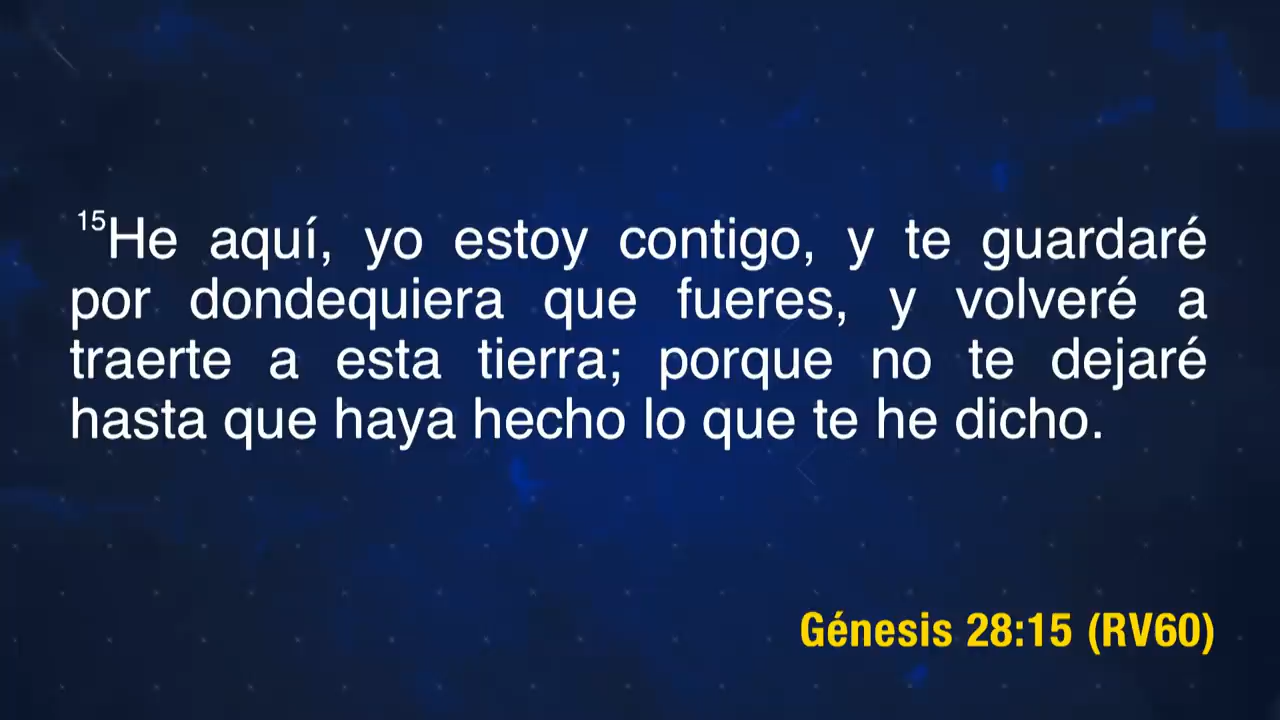 15He aquí, yo estoy contigo, y te guardaré
por dondequiera que fueres, y volveré a
traerte a esta tierra; porque no te dejaré
hasta que haya hecho lo que te he dicho.
Génesis 28:15 (RV60)